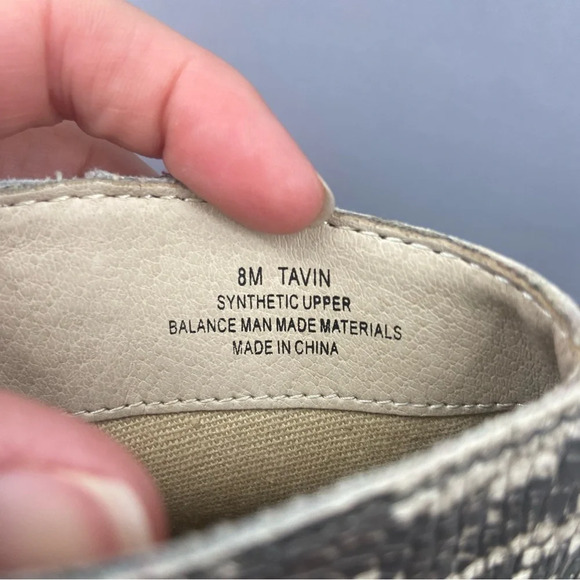 8M TAVIN
SYNTHETIC UPPER
BALANCE MAN MADE MATERIALS
MADE IN CHINA